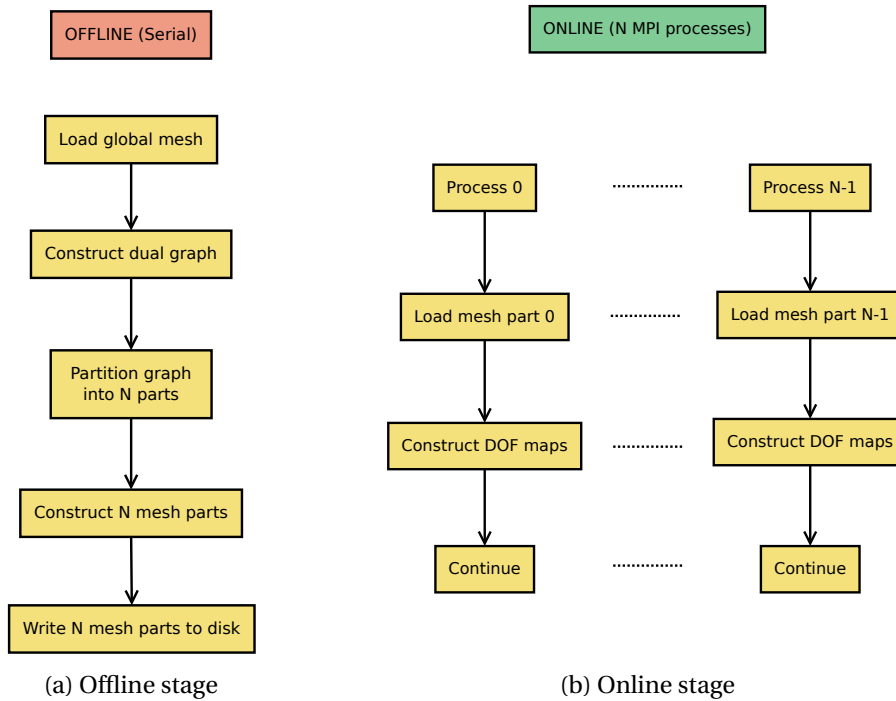 OFFLINE (Serial)
Load global mesh
Construct dual graph
Partition graph
into N parts
Construct N mesh parts
Write N mesh parts to disk
(a) Offline stage
ONLINE (N MPI processes)
Process 0
Process N-1
Load mesh part 0
Load mesh part N-1
Construct DOF maps
Construct DOF maps
Continue
Continue
(b) Online stage